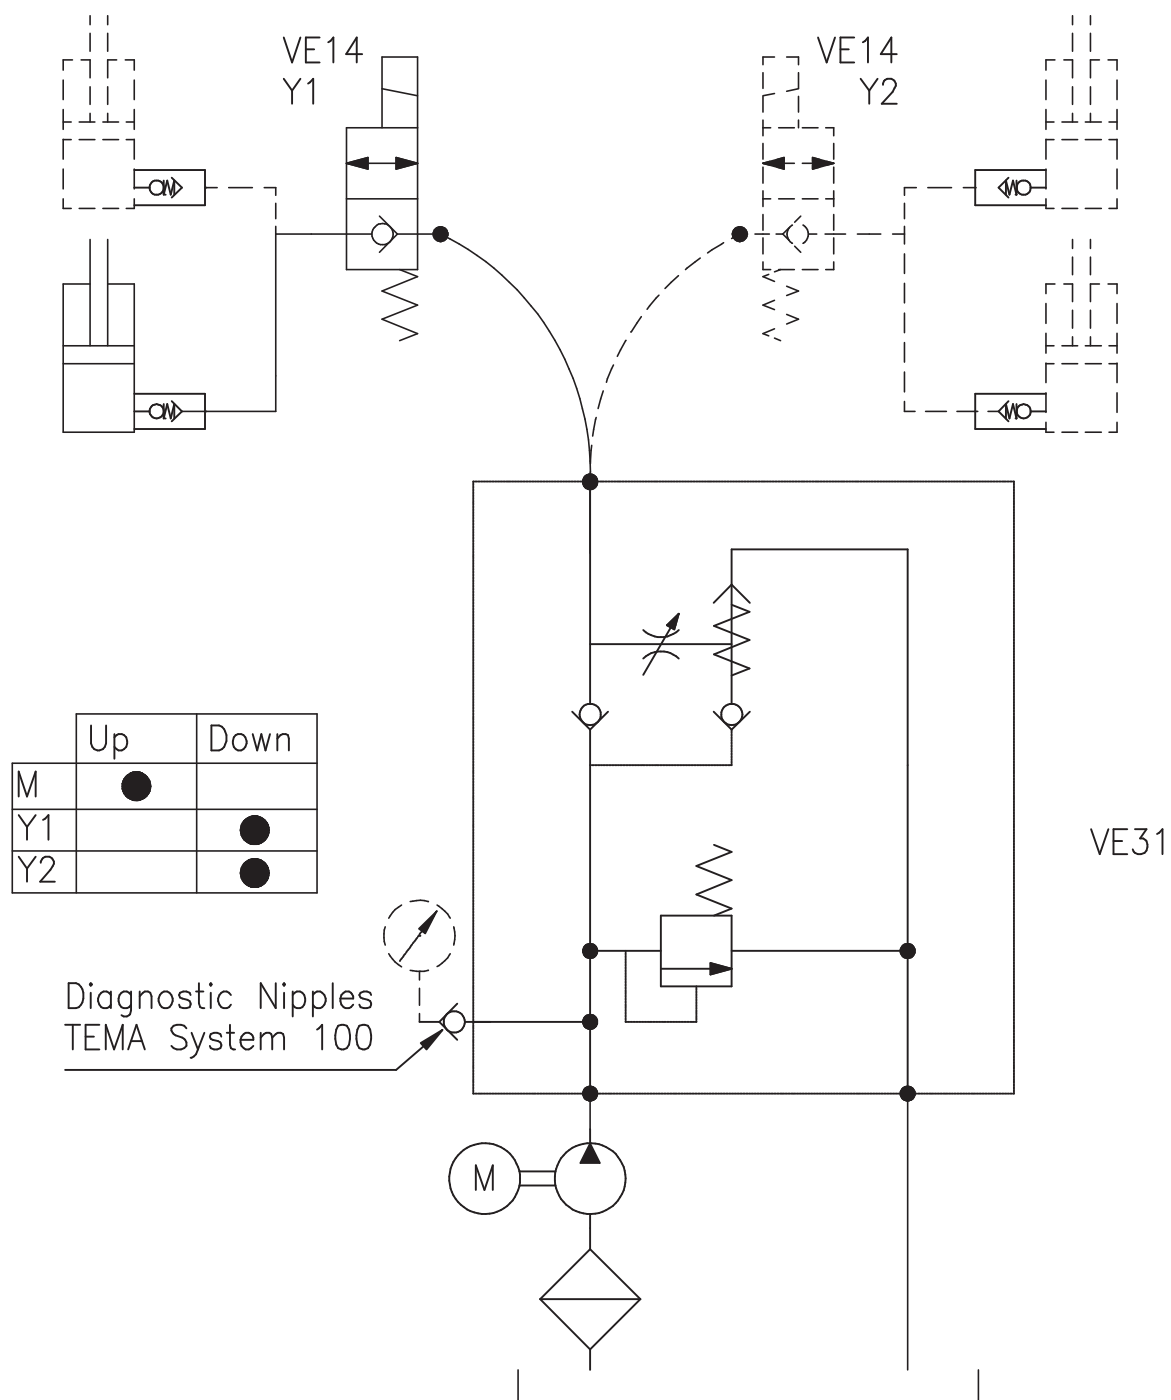 VE14
Y1
VE14
Y2
Up Down
M
Y1
Y2
VE31
Diagnostic Nipples
TEMA System 100
M